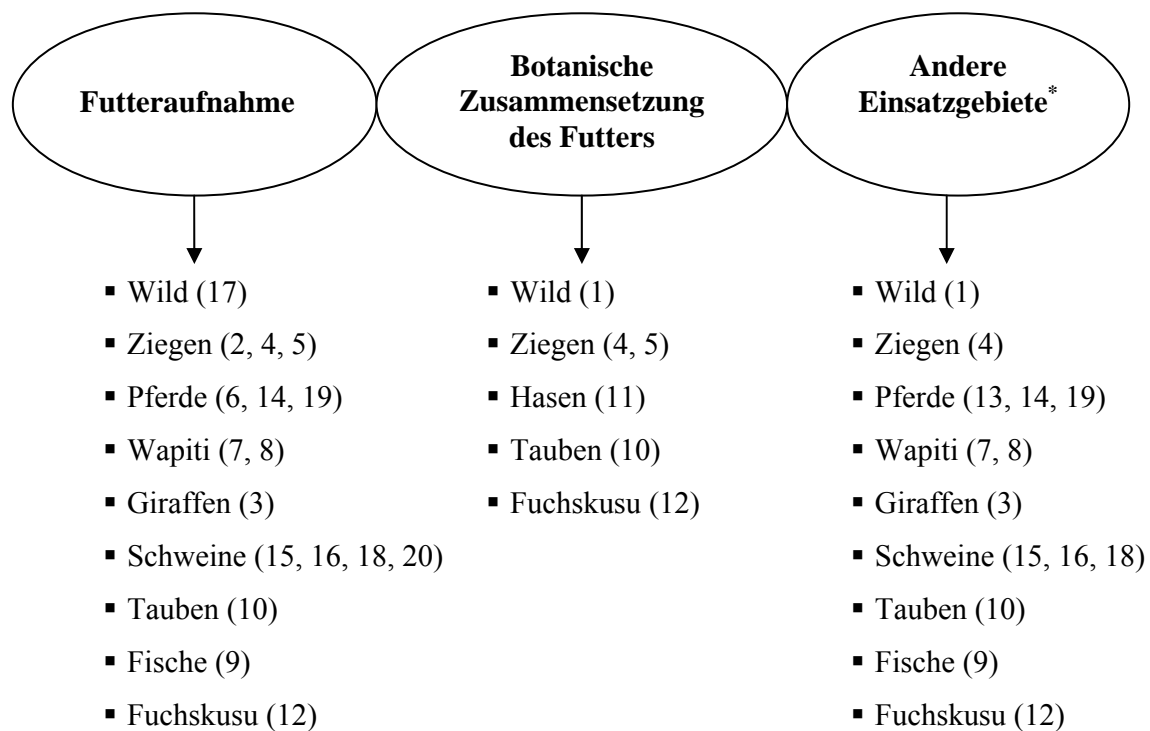 Futteraufnahme
Botanische
Zusammensetzung
des Futters
Andere
Einsatzgebiete*
▪ Wild (17)
▪ Ziegen (2, 4, 5)
▪ Pferde (6, 14, 19)
▪ Wapiti (7, 8)
▪ Giraffen (3)
▪ Schweine (15, 16, 18, 20)
▪ Tauben (10)
▪ Fische (9)
▪ Fuchskusu (12)
▪ Wild (1)
▪ Ziegen (4, 5)
▪ Hasen (11)
▪ Tauben (10)
▪ Fuchskusu (12)
▪ Wild (1)
▪ Ziegen (4)
▪ Pferde (13, 14, 19)
▪ Wapiti (7, 8)
▪ Giraffen (3)
▪ Schweine (15, 16, 18)
▪ Tauben (10)
▪ Fische (9)
▪ Fuchskusu (12)